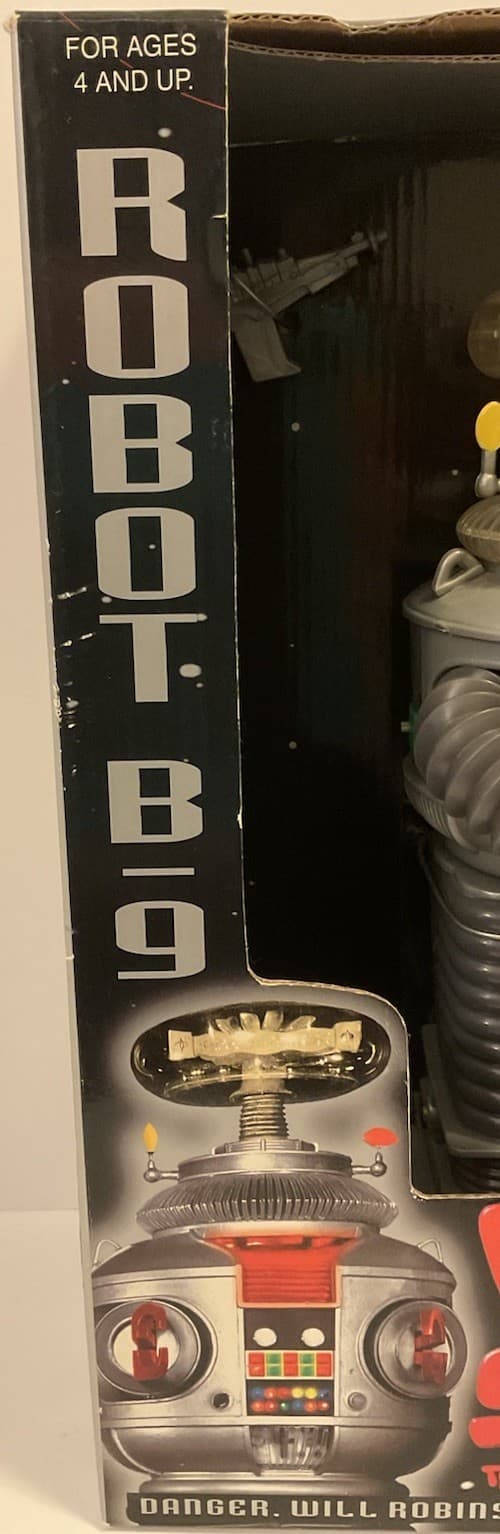 FOR AGES
4 AND UP.
ROBOT B-9
DANGER, WILL ROBINS